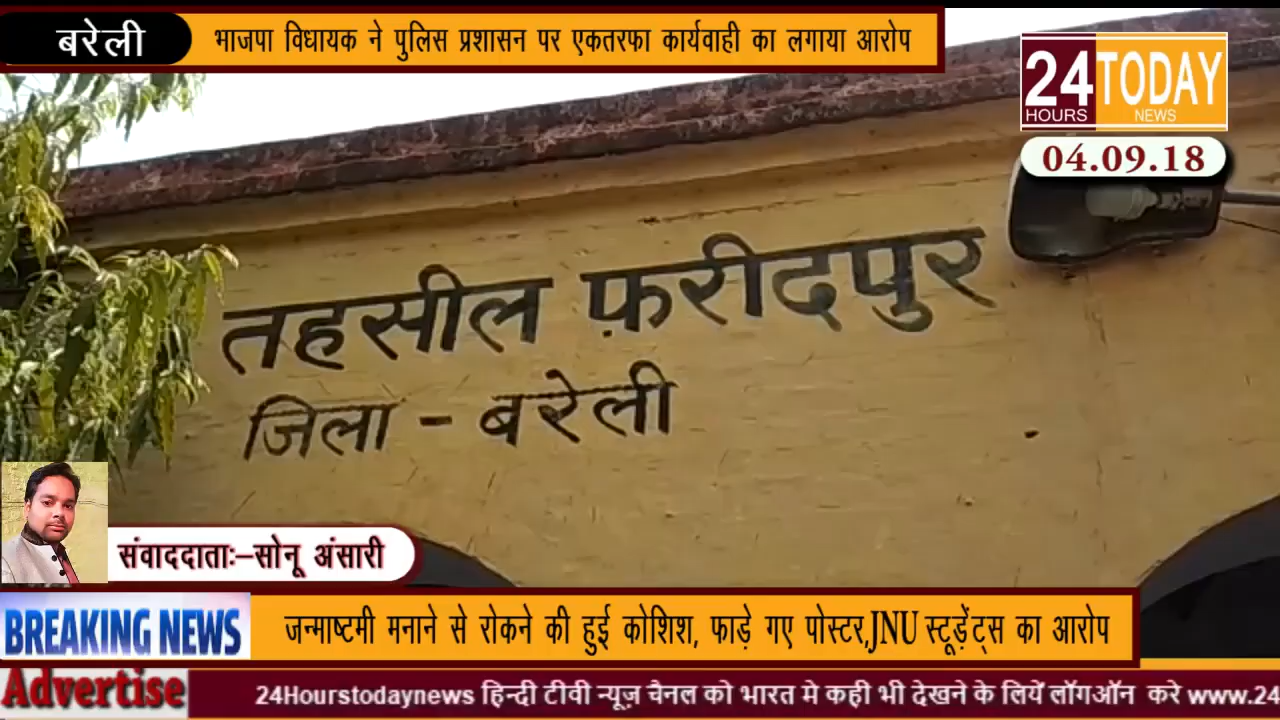 बरेली
भाजपा विधायक ने पुलिस प्रशासन पर एकतरफा कार्यवाही का लगाया आरोप
24 TODAY
HOURS NEWS
04.09.18
तहसील फ़रीदपुर
जिला - बरेली
संवाददाताः-सोनू अंसारी
BREAKING NEWS
जन्माष्टमी मनाने से रोकने की हुई कोशिश, फाड़े गए पोस्टर,JNU स्टूडेंट्स का आरोप
Advertise
24Hourstodaynews हिन्दी टीवी न्यूज़ चैनल को भारत मे कही भी देखने के लियें लॉगऑन करे www.24